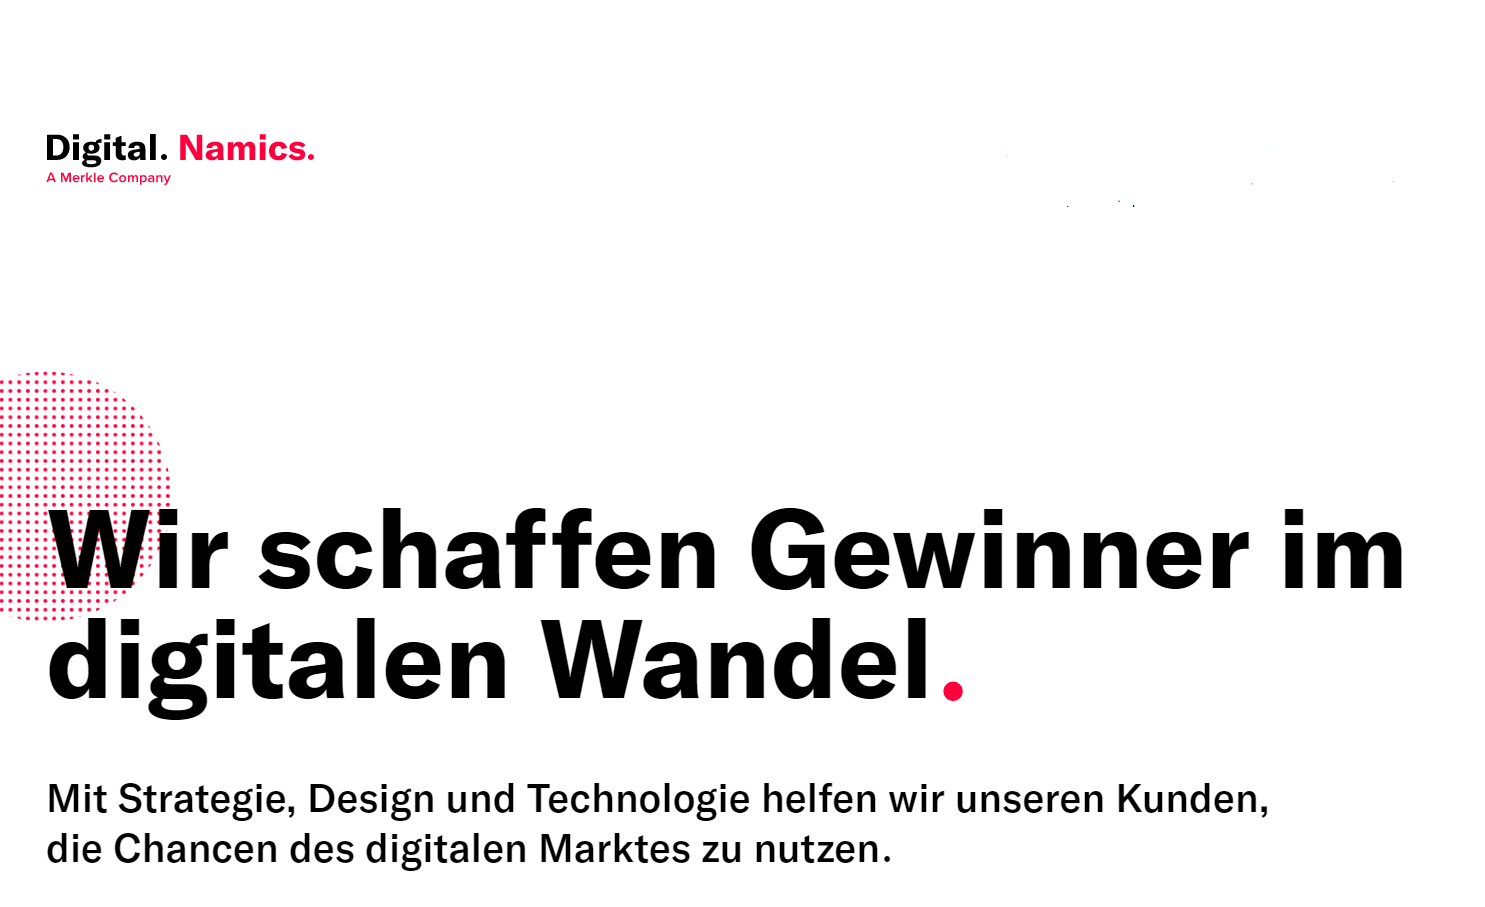 Digital. Namics.
A Merkle Company
Wir schaffen Gewinner im
digitalen Wandel.
Mit Strategie, Design und Technologie helfen wir unseren Kunden,
die Chancen des digitalen Marktes zu nutzen.